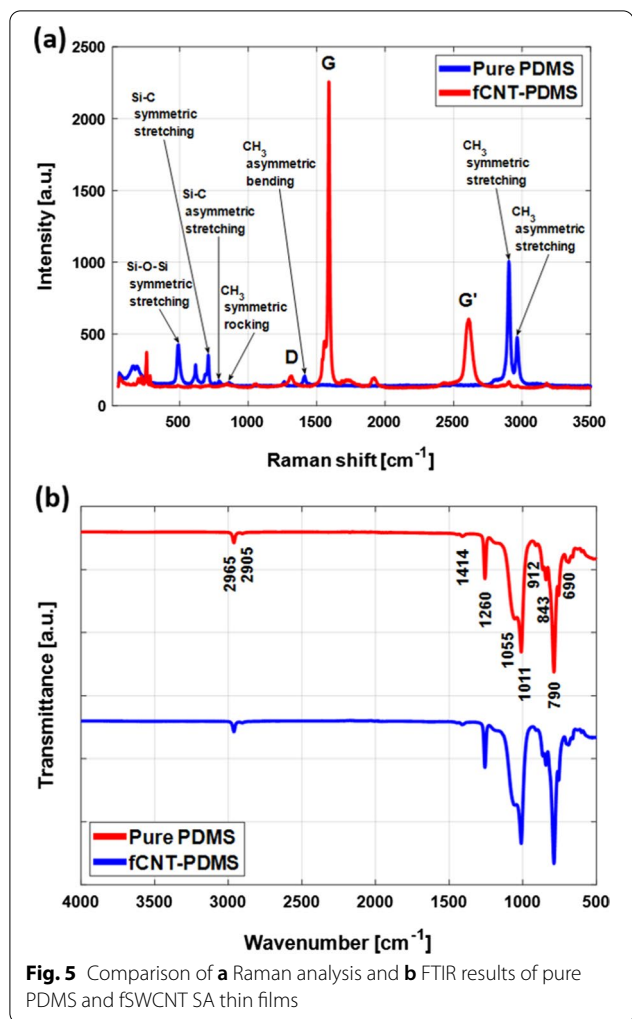 (a)
2500
2000
1500
1000
500
0
Intensity [a.u.]
500
1000
1500
2000
2500
3000
3500
Raman shift [cm⁻¹]
Pure PDMS
fCNT-PDMS
Si-C
symmetric
stretching
Si-C
asymmetric
stretching
Si-O-Si
symmetric
stretching
CH₃
symmetric
rocking
CH₃
asymmetric
bending
D
G
G'
CH₃
symmetric
stretching
CH₃
asymmetric
stretching
(b)
Transmittance [a.u.]
2965
2905
1414
1260
1055
1011
912
843
790
690
Pure PDMS
fCNT-PDMS
4000
3500
3000
2500
2000
1500
1000
500
Wavenumber [cm⁻¹]
Fig. 5 Comparison of a Raman analysis and b FTIR results of pure
PDMS and fSWCNT SA thin films